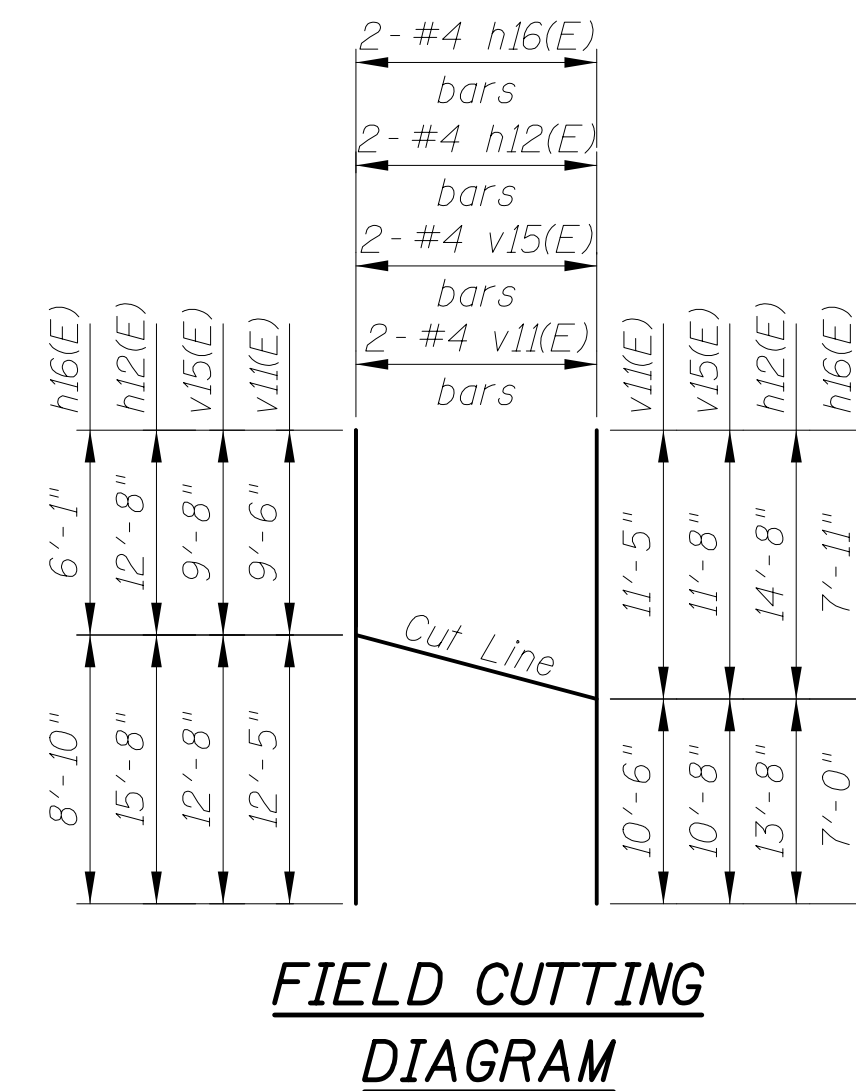 2- #4 h16(E)
bars
2- #4 h12(E)
bars
2- #4 v15(E)
bars
2- #4 v11(E)
bars
h16(E)
h12(E)
v15(E)
v11(E)
v11(E)
v15(E)
h12(E)
h16(E)
6'-1"
12'-8"
9'-8"
9'-6"
11'-5"
11'-8"
14'-8"
7'-11"
Cut Line
8'-10"
15'-8"
12'-8"
12'-5"
10'-6"
10'-8"
13'-8"
7'-0"
FIELD CUTTING
DIAGRAM